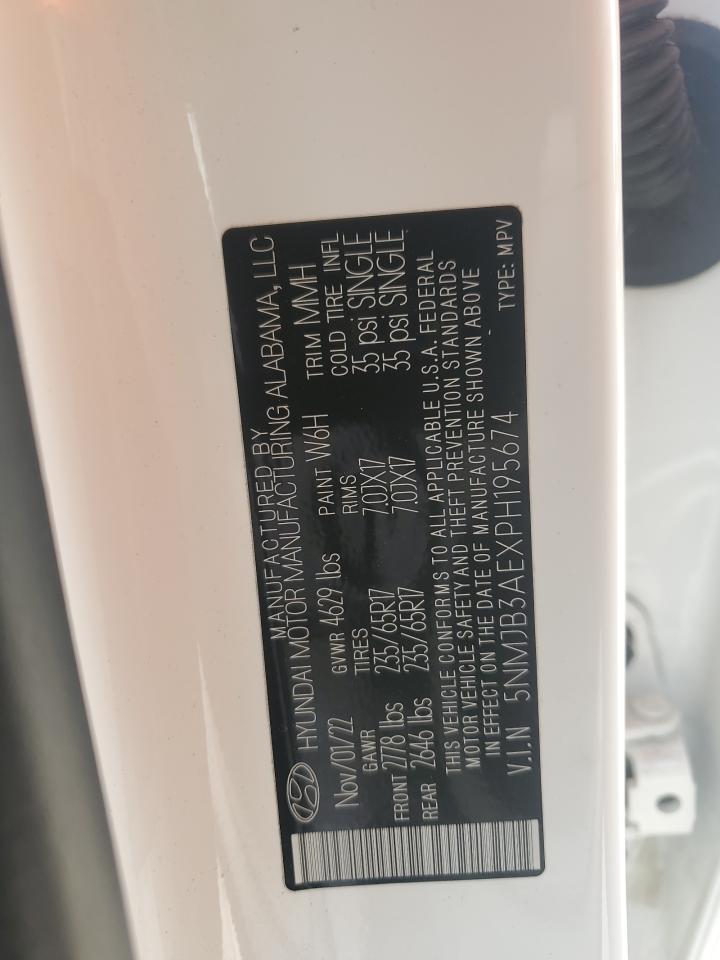 MANUFACTURED BY
HYUNDAI MOTOR MANUFACTURING ALABAMA, LLC
Nov/01/22 GVWR 4629 lbs PAINT W6H TRIM MMH
GAWR TIRES RIMS COLD TIRE INFL
FRONT 2778 lbs 235/65R17 7.0JX17 35 psi SINGLE
REAR 2646 lbs 235/65R17 7.0JX17 35 psi SINGLE
THIS VEHICLE CONFORMS TO ALL APPLICABLE U.S.A. FEDERAL
MOTOR VEHICLE SAFETY AND THEFT PREVENTION STANDARDS
IN EFFECT ON THE DATE OF MANUFACTURE SHOWN ABOVE
V.I.N 5NMJB3AEXPH195674 TYPE: MPV